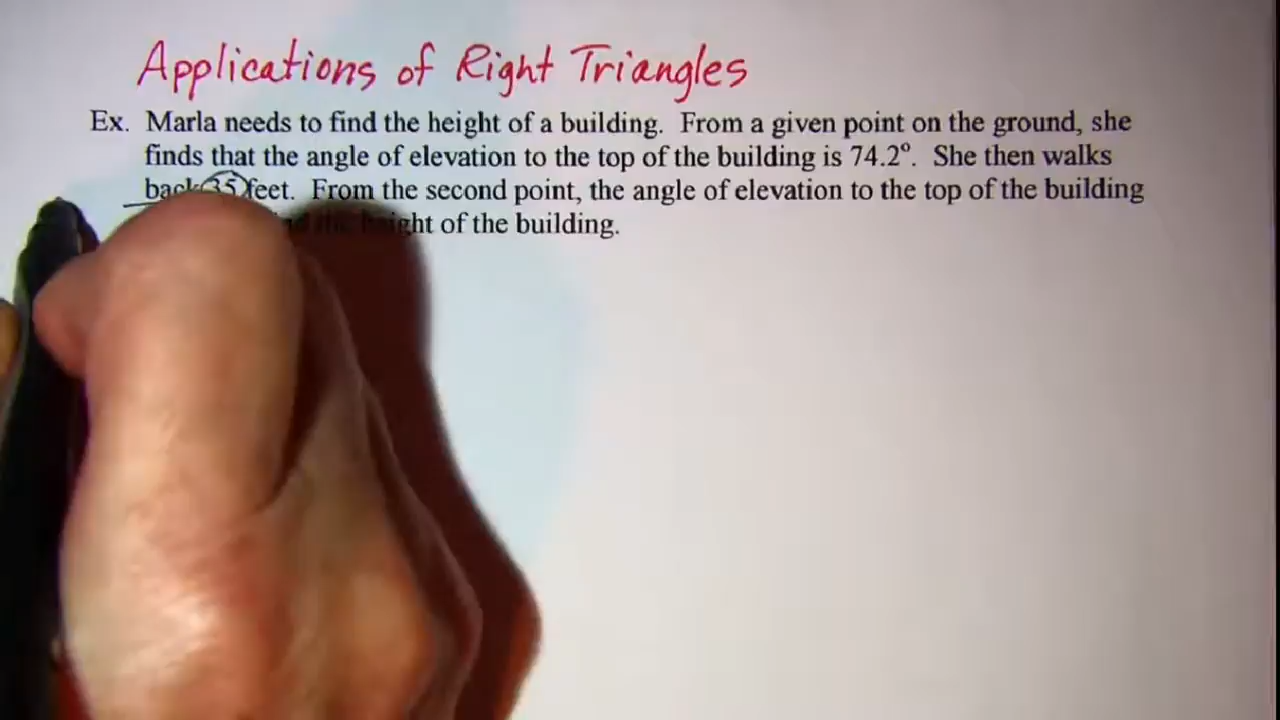 Applications of Right Triangles
Ex. Marla needs to find the height of a building. From a given point on the ground, she
finds that the angle of elevation to the top of the building is 74.2°. She then walks
back 35 feet. From the second point, the angle of elevation to the top of the building
the height of the building.